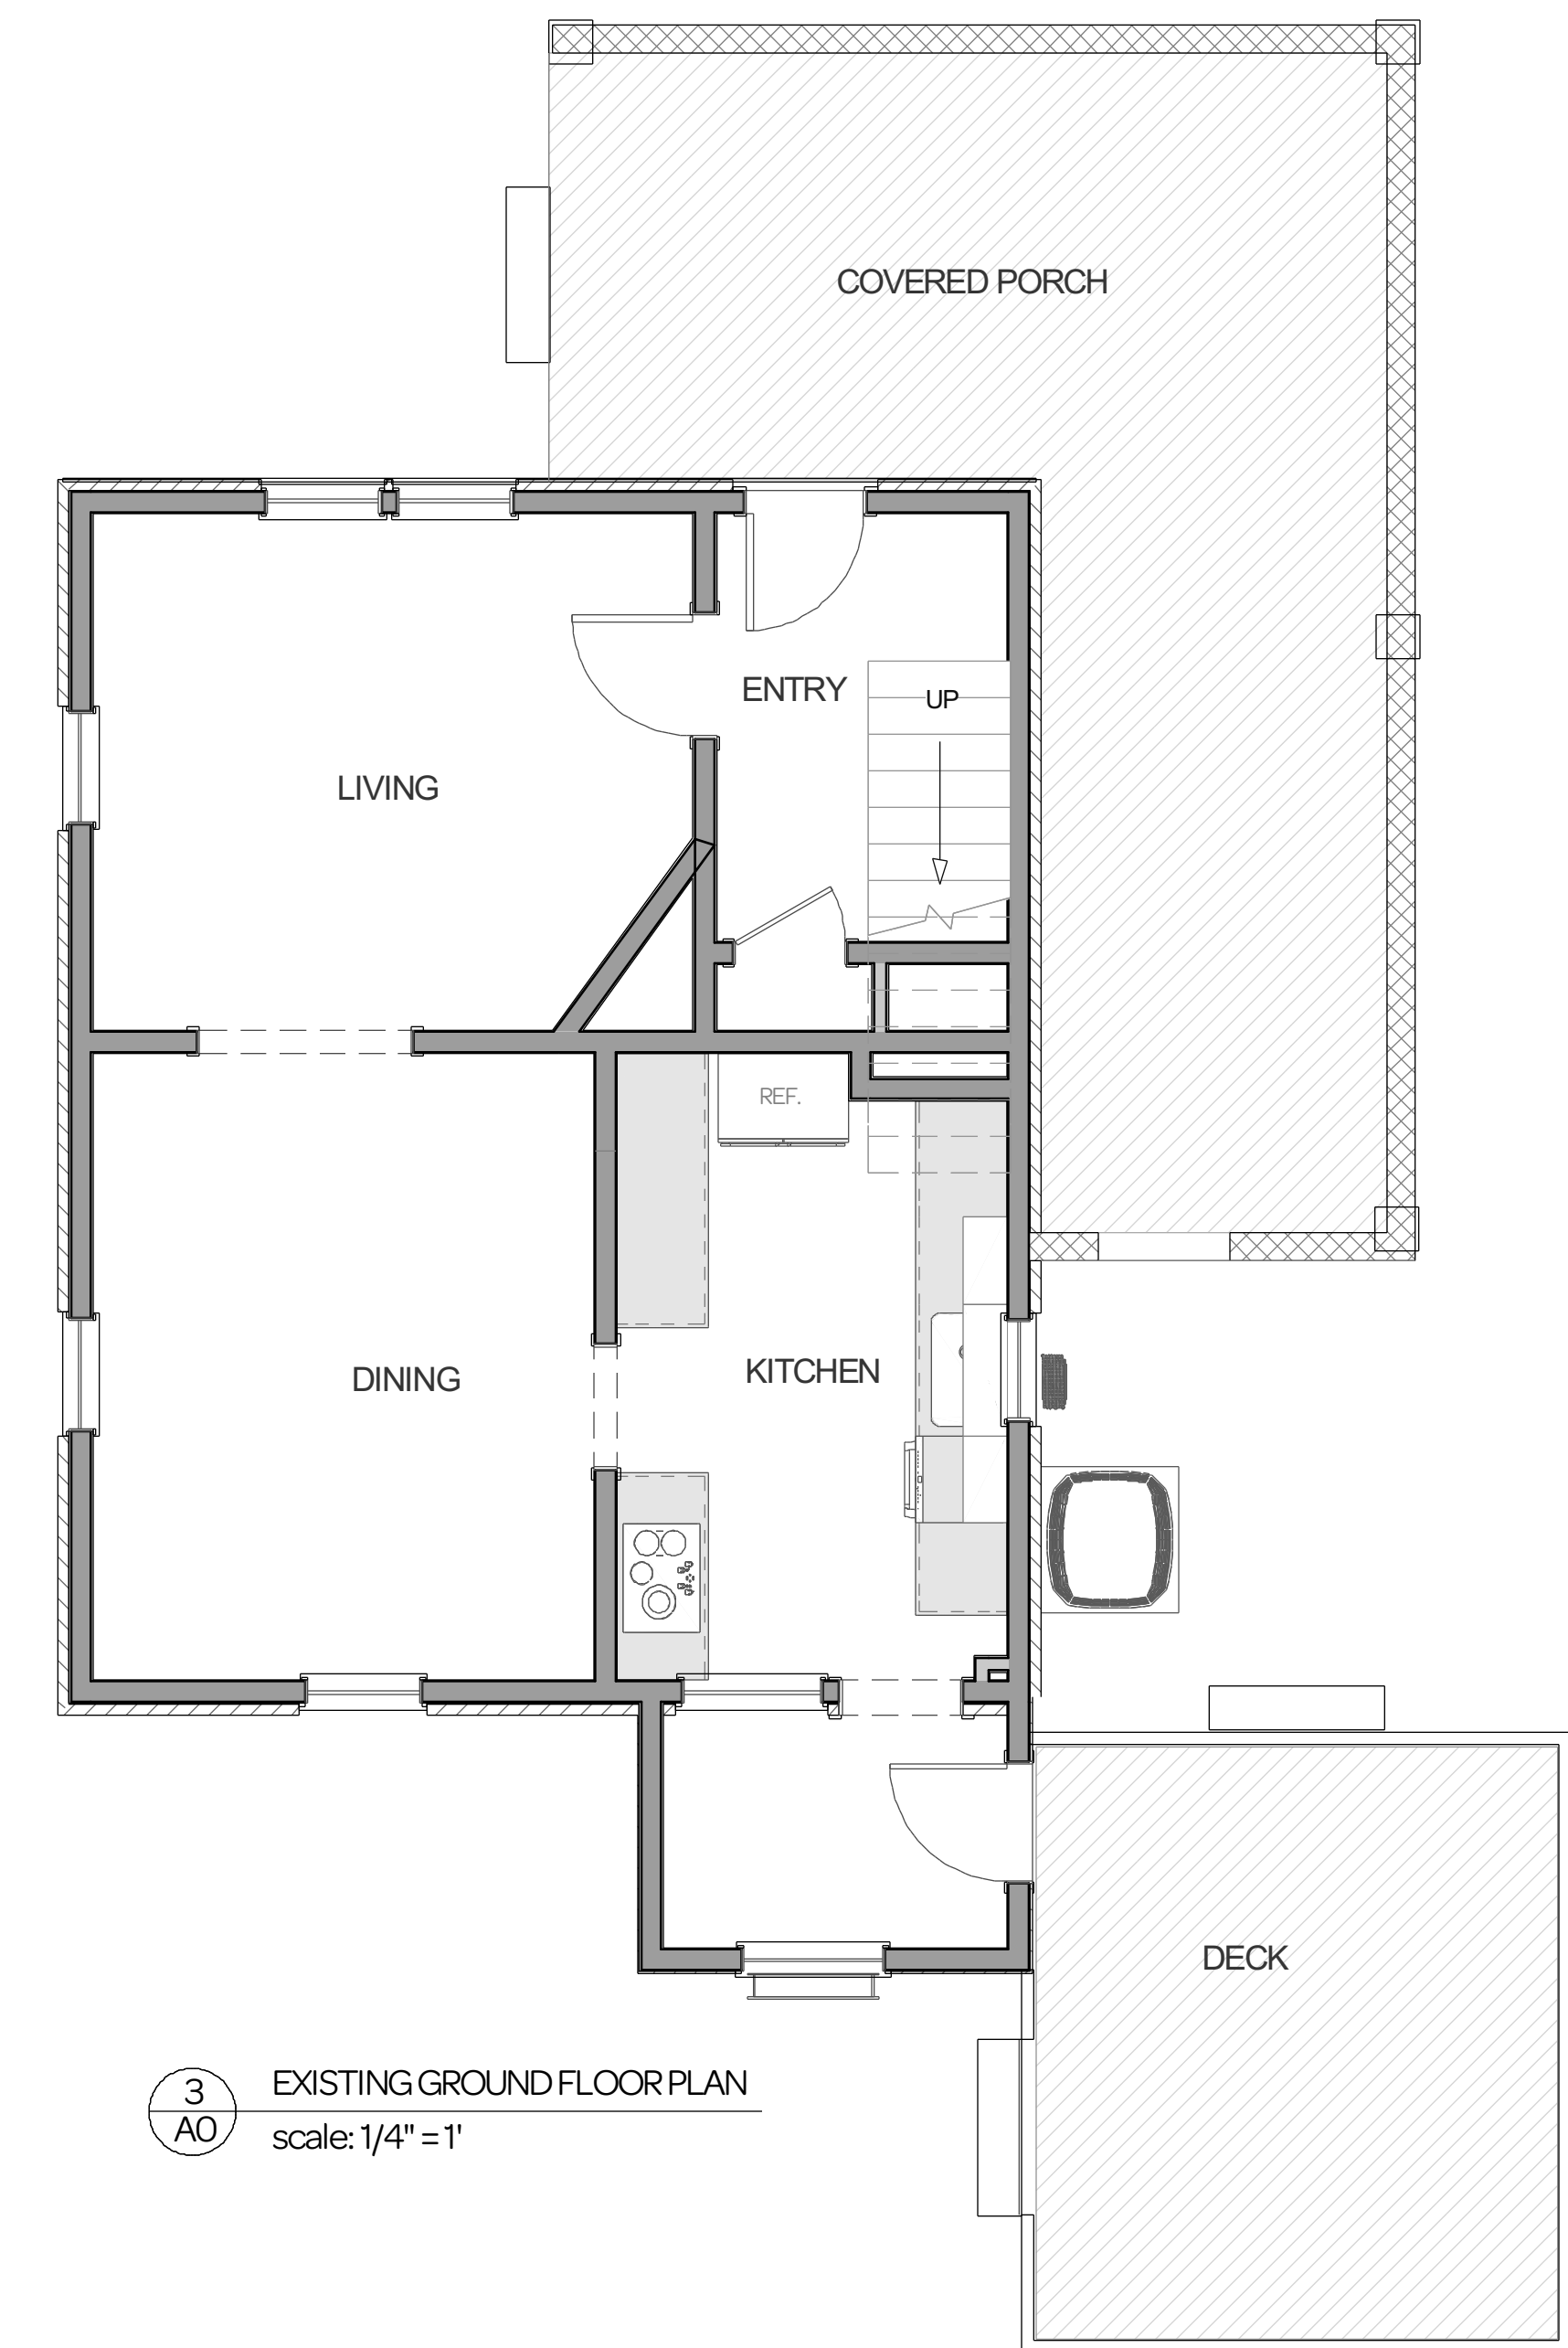 COVERED PORCH
ENTRY
UP
LIVING
REF.
DINING
KITCHEN
DECK
3
A0
EXISTING GROUND FLOOR PLAN
scale: 1/4" = 1'